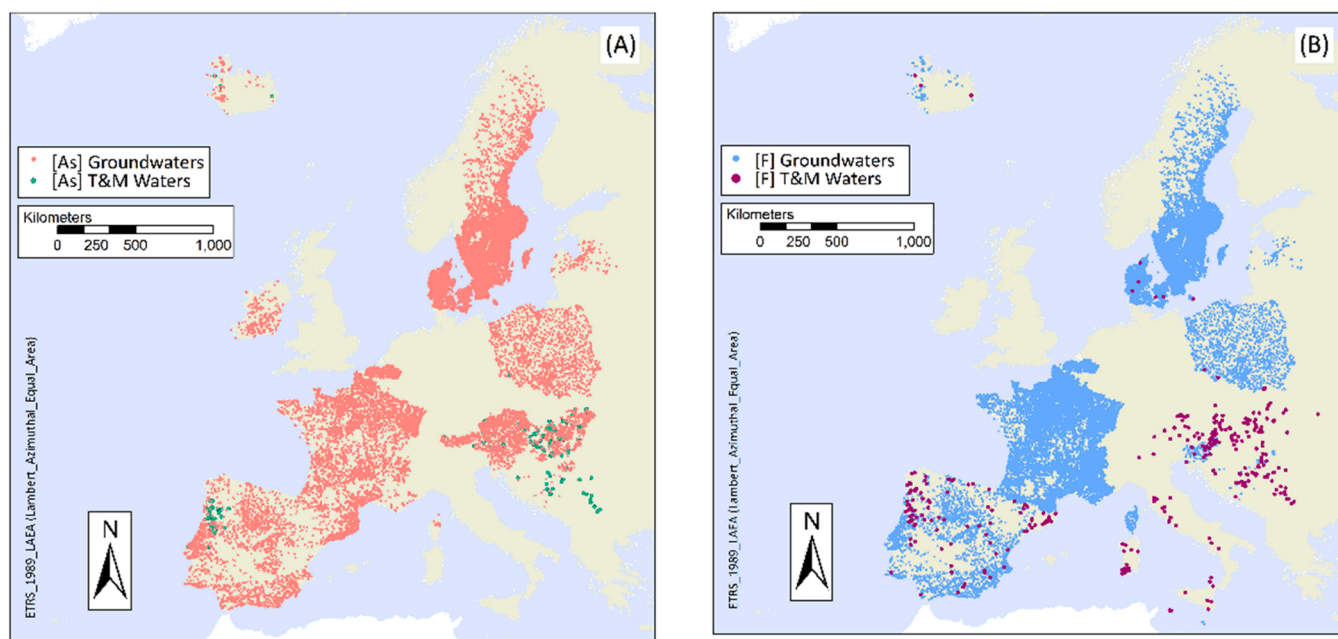 (A)
[As] Groundwaters
[As] T&M Waters
Kilometers
0 250 500 1,000
ETRS_1989_LAEA (Lambert_Azimuthal_Equal_Area)
N
(B)
[F] Groundwaters
[F] T&M Waters
Kilometers
0 250 500 1,000
ETRS_1989_LAEA (Lambert_Azimuthal_Equal_Area)
N